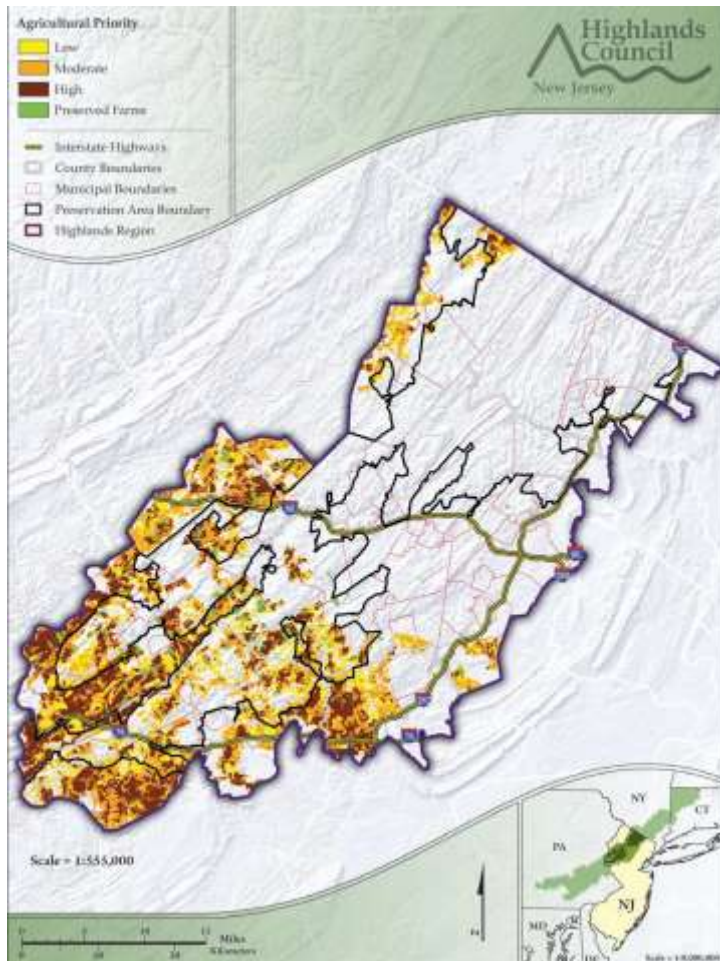 Agricultural Priority
Low
Moderate
High
Preserved Farms
Interstate Highways
County Boundaries
Municipal Boundaries
Preservation Area Boundary
Highlands Region
Highlands
Council
New Jersey
Scale = 1:555,000
Miles
Kilometers
NY
CT
PA
NJ
MD